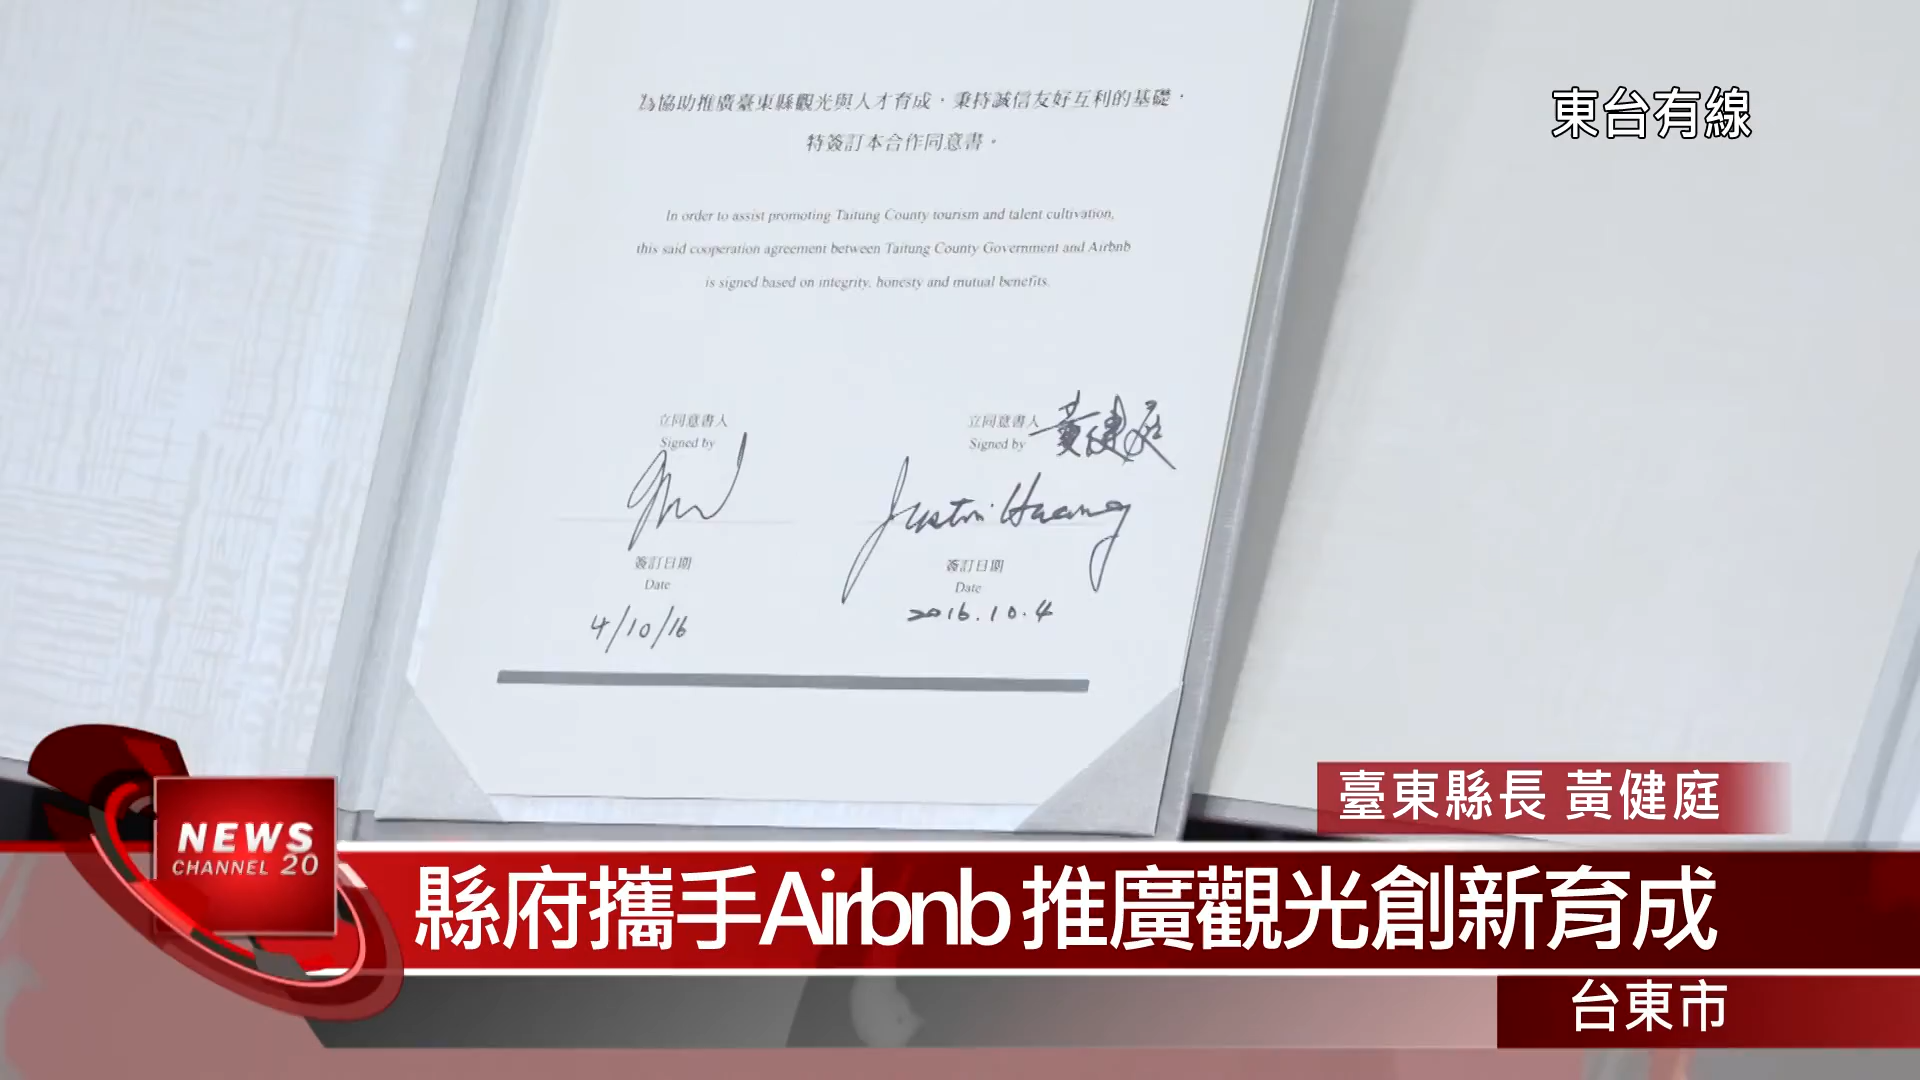 為協助推廣臺東縣觀光與人才育成，秉持誠信友好互利的基礎，
特簽訂本合作同意書。
In order to assist promoting Taitung County tourism and talent cultivation,
this said cooperation agreement between Taitung County Government and Airbnb
is signed based on integrity, honesty and mutual benefits.
立同意書人
Signed by
簽訂日期
Date
4/10/16
立同意書人 黃健庭
Signed by
Justin Huang
簽訂日期
Date
2016.10.4
東台有線
臺東縣長 黃健庭
NEWS
CHANNEL 20
縣府攜手Airbnb 推廣觀光創新育成
台東市